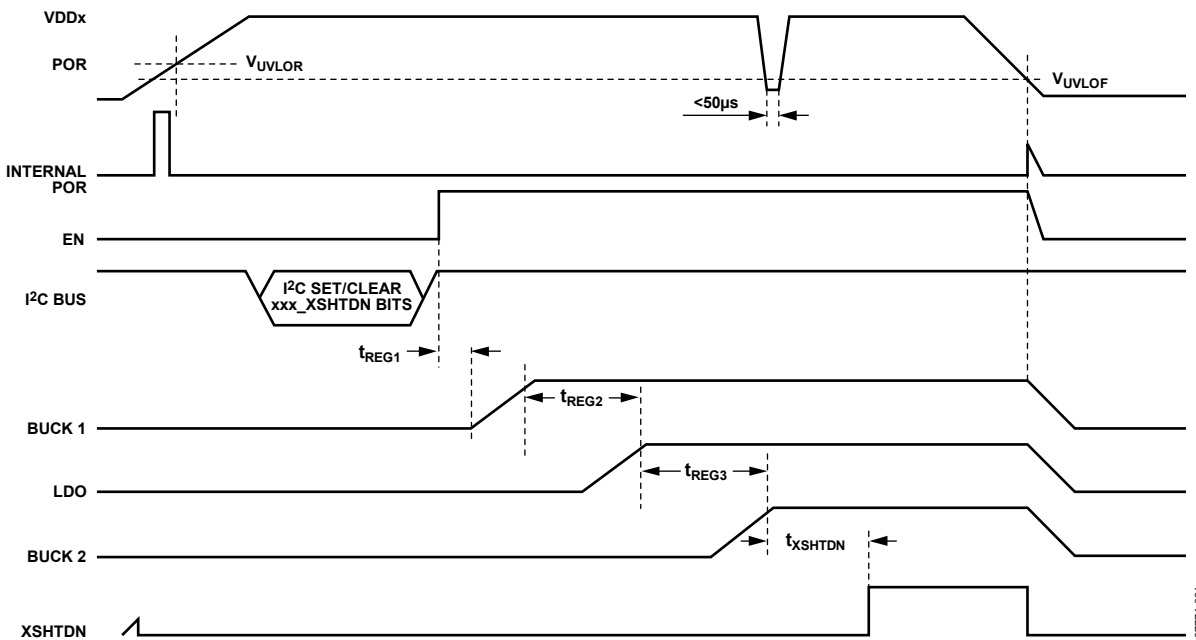 VDDx
POR
VUVLOR
VUVLOF
<50µs
INTERNAL
POR
EN
I2C BUS
I2C SET/CLEAR
xxx_XSHTDN BITS
tREG1
tREG2
BUCK 1
tREG3
LDO
BUCK 2
tXSHTDN
XSHTDN